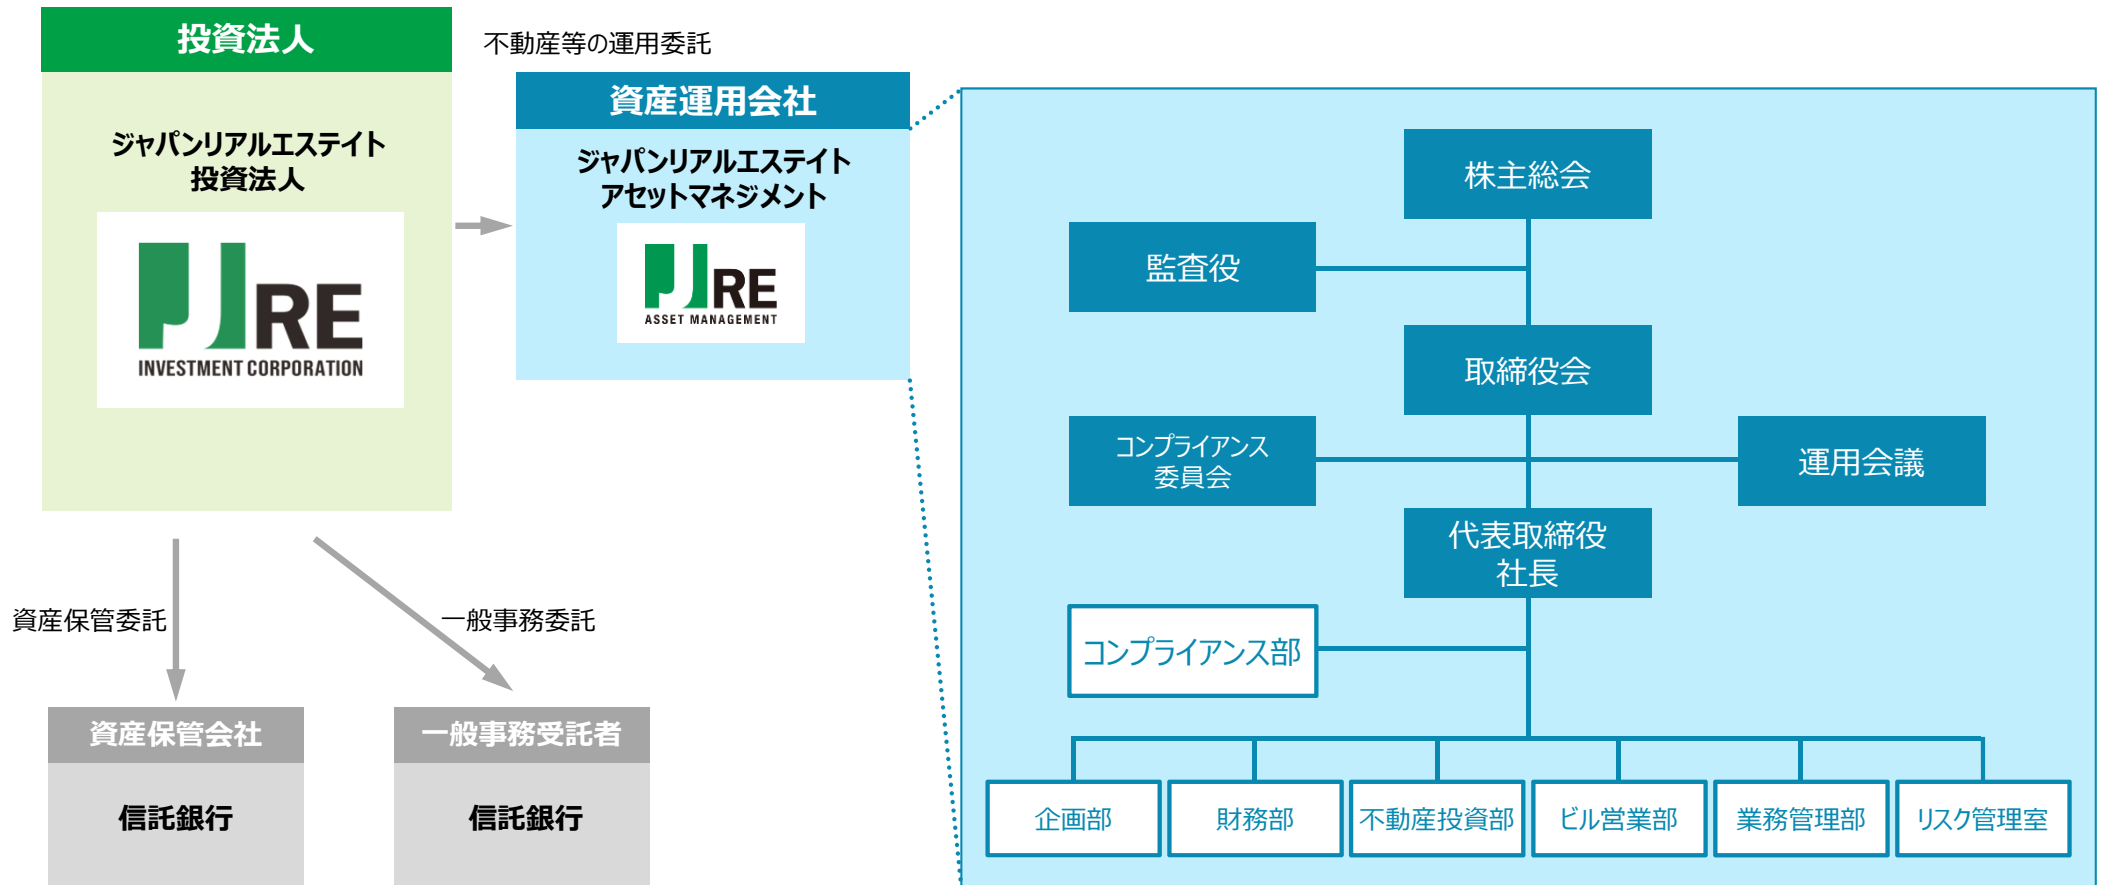 投資法人
不動産等の運用委託
ジャパンリアルエステイト
投資法人
JRE
INVESTMENT CORPORATION
資産運用会社
ジャパンリアルエステイト
アセットマネジメント
JRE
ASSET MANAGEMENT
資産保管委託
一般事務委託
資産保管会社
信託銀行
一般事務受託者
信託銀行
株主総会
監査役
取締役会
コンプライアンス
委員会
運用会議
代表取締役
社長
コンプライアンス部
企画部
財務部
不動産投資部
ビル営業部
業務管理部
リスク管理室